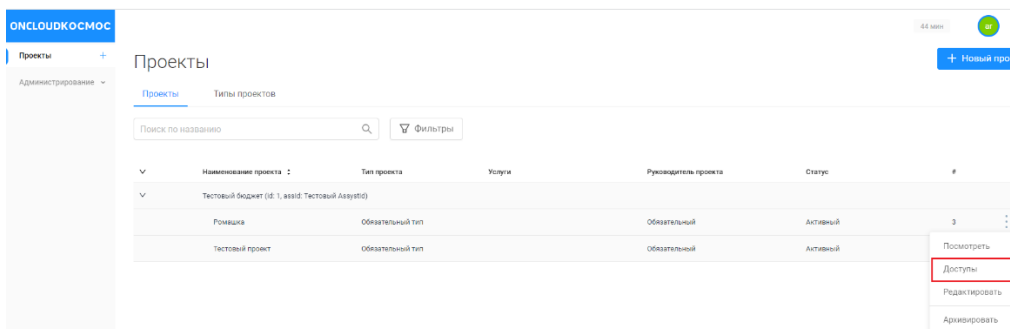 ONCLOUDКОСМОС
44 мин
ar
Проекты +
Администрирование
Проекты
+ Новый про
Проекты Типы проектов
Поиск по названию Фильтры
Наименование проекта Тип проекта Услуги Руководитель проекта Статус #
Тестовый бюджет (id: 1, assId: Тестовый AssystId)
Ромашка Обязательный тип Обязательный Активный 3
Тестовый проект Обязательный тип Обязательный Активный
Посмотреть
Доступы
Редактировать
Архивировать